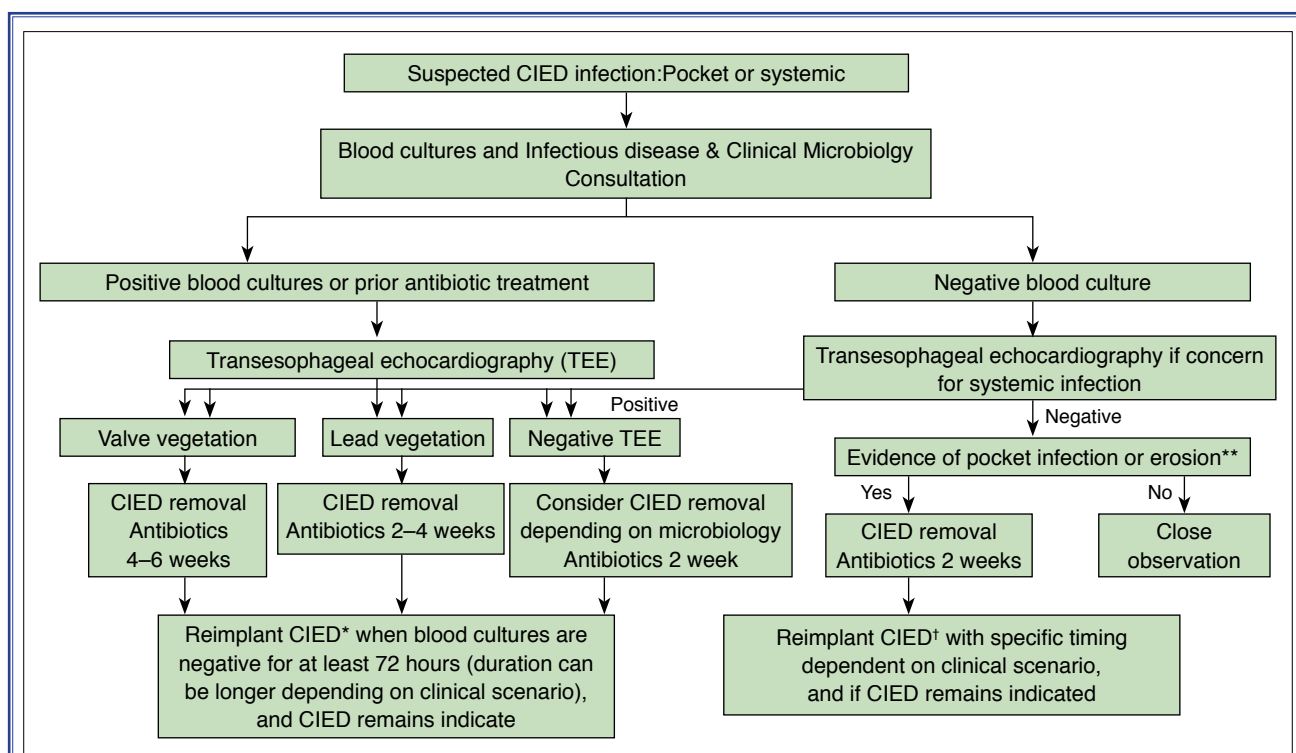 Suspected CIED infection:Pocket or systemic
Blood cultures and Infectious disease & Clinical Microbiolgy
Consultation
Positive blood cultures or prior antibiotic treatment
Negative blood culture
Transesophageal echocardiography (TEE)
Transesophageal echocardiography if concern
for systemic infection
Positive
Negative
Valve vegetation
Lead vegetation
Negative TEE
Evidence of pocket infection or erosion**
Yes
No
CIED removal
Antibiotics
4–6 weeks
CIED removal
Antibiotics 2–4 weeks
Consider CIED removal
depending on microbiology
Antibiotics 2 week
CIED removal
Antibiotics 2 weeks
Close
observation
Reimplant CIED* when blood cultures are
negative for at least 72 hours (duration can
be longer depending on clinical scenario),
and CIED remains indicate
Reimplant CIED† with specific timing
dependent on clinical scenario,
and if CIED remains indicated